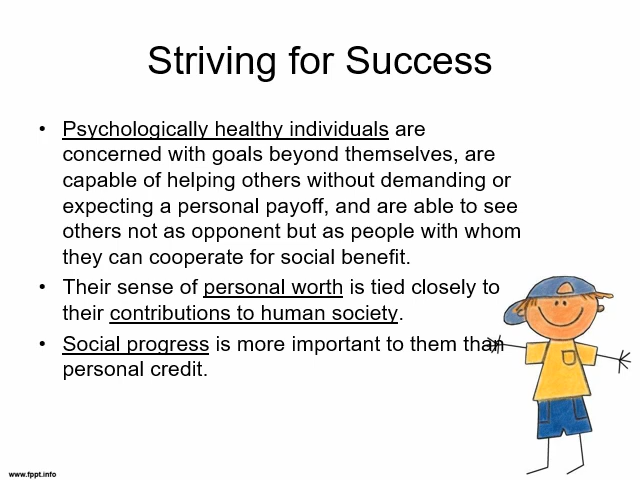 Striving for Success
• Psychologically healthy individuals are
concerned with goals beyond themselves, are
capable of helping others without demanding or
expecting a personal payoff, and are able to see
others not as opponent but as people with whom
they can cooperate for social benefit.
• Their sense of personal worth is tied closely to
their contributions to human society.
• Social progress is more important to them than
personal credit.
www.fppt.info